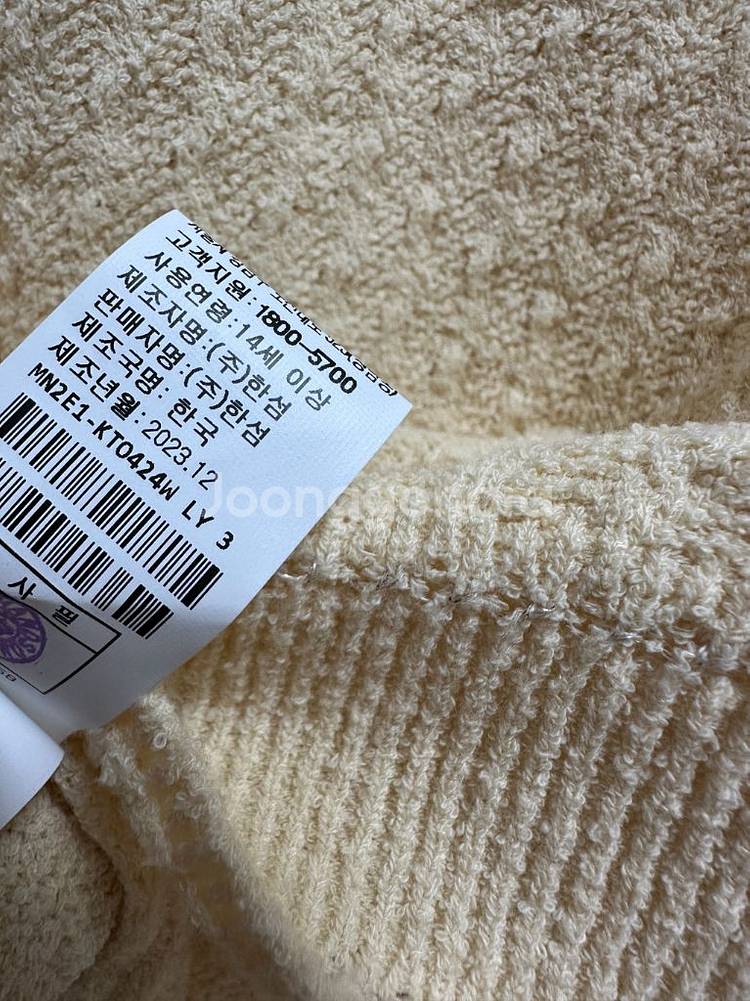 고객지원:1800-5700
사용연령:14세 이상
제조자명:(주)한섬
판매자명:(주)한섬
제조국명: 한국
제조년월: 2023.12
MN2E1-KTO424W LY 3
사 필